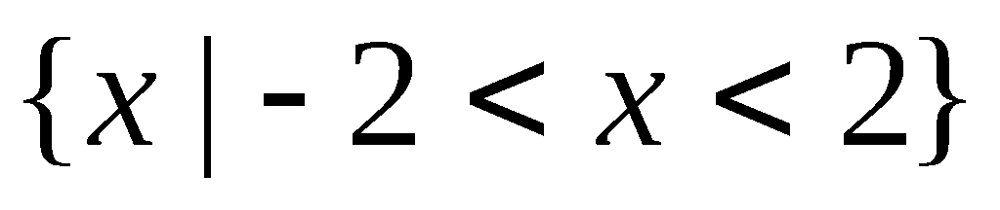 {x | - 2 < x < 2}